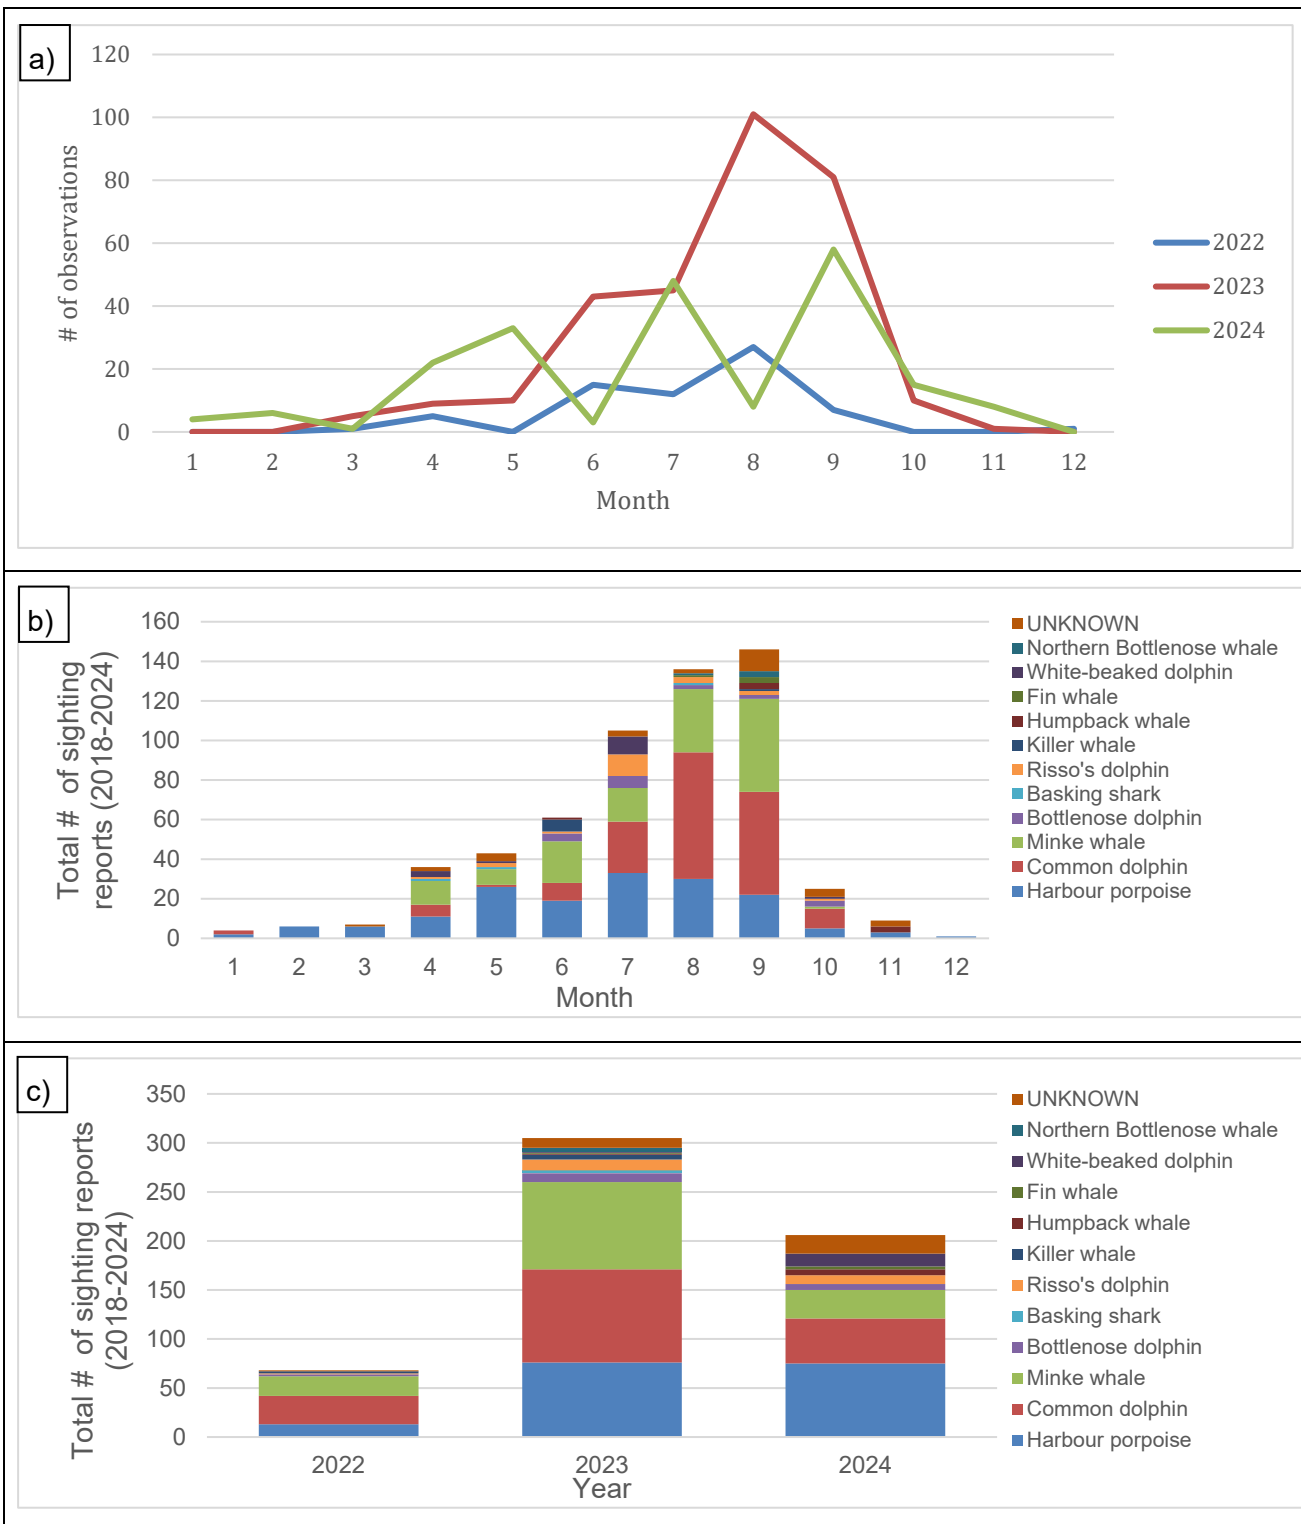 a)
120
100
80
60
40
20
0
# of observations
1 2 3 4 5 6 7 8 9 10 11 12
Month
2022
2023
2024
b)
160
140
120
100
80
60
40
20
0
Total # of sighting
reports (2018-2024)
1 2 3 4 5 6 7 8 9 10 11 12
Month
UNKNOWN
Northern Bottlenose whale
White-beaked dolphin
Fin whale
Humpback whale
Killer whale
Risso's dolphin
Basking shark
Bottlenose dolphin
Minke whale
Common dolphin
Harbour porpoise
c)
350
300
250
200
150
100
50
0
Total # of sighting reports
(2018-2024)
2022 2023 2024
Year
UNKNOWN
Northern Bottlenose whale
White-beaked dolphin
Fin whale
Humpback whale
Killer whale
Risso's dolphin
Basking shark
Bottlenose dolphin
Minke whale
Common dolphin
Harbour porpoise